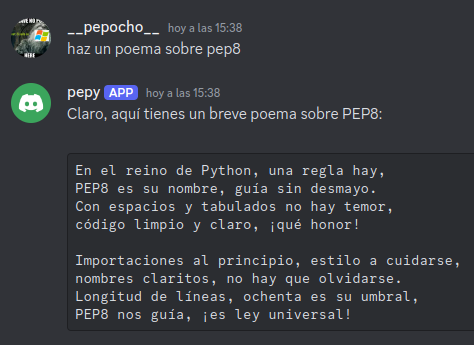 __pepocho__ hoy a las 15:38
haz un poema sobre pep8
pepy APP hoy a las 15:38
Claro, aquí tienes un breve poema sobre PEP8:
En el reino de Python, una regla hay,
PEP8 es su nombre, guía sin desmayo.
Con espacios y tabulados no hay temor,
código limpio y claro, ¡qué honor!
Importaciones al principio, estilo a cuidarse,
nombres claritos, no hay que olvidarse.
Longitud de líneas, ochenta es su umbral,
PEP8 nos guía, ¡es ley universal!